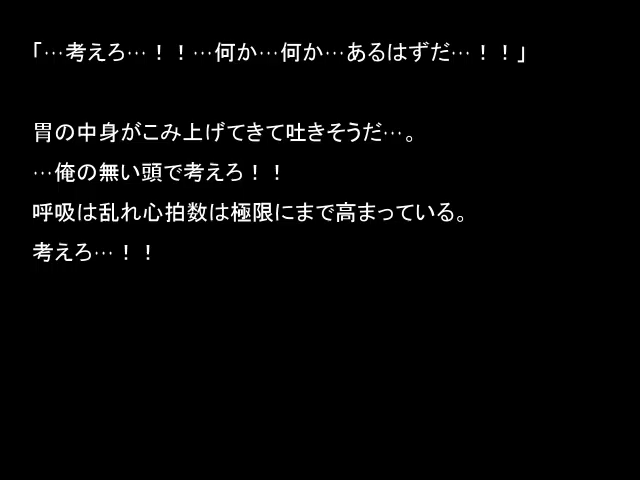 「…考えろ…！！…何か…何か…あるはずだ…！！」
胃の中身がこみ上げてきて吐きそうだ…。
…俺の無い頭で考えろ！！
呼吸は乱れ心拍数は極限にまで高まっている。
考えろ…！！